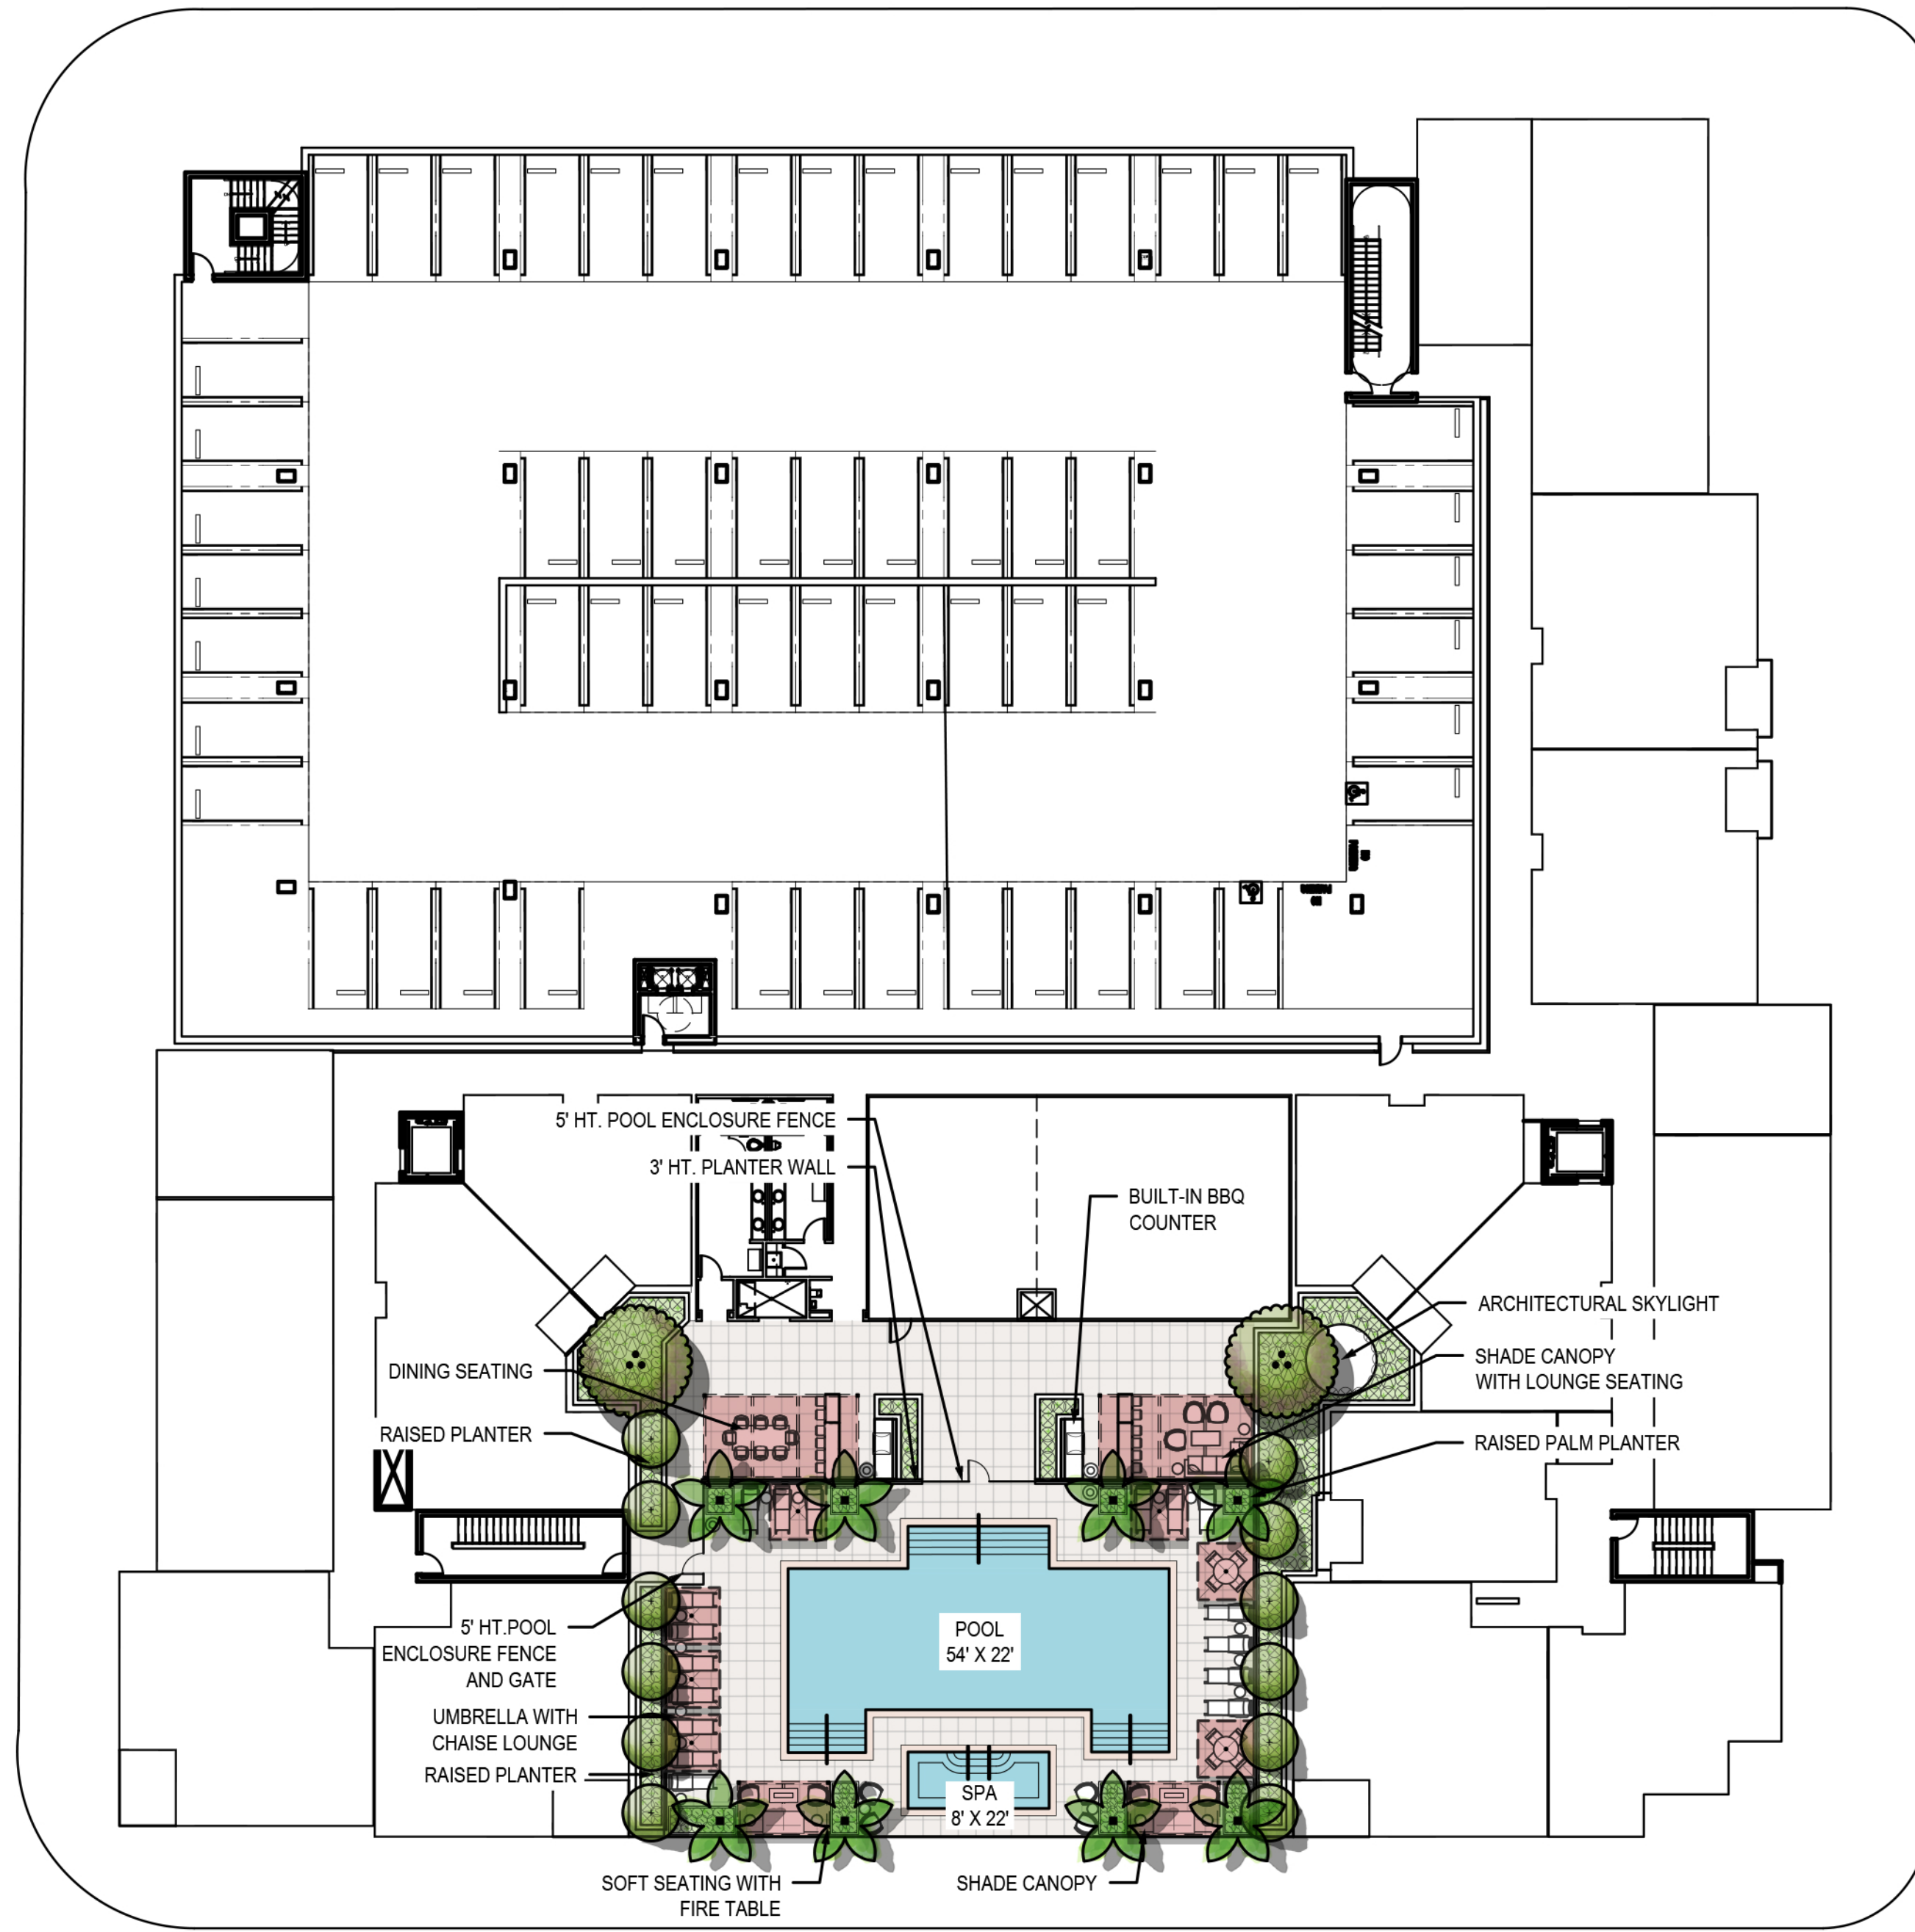 5' HT. POOL ENCLOSURE FENCE
3' HT. PLANTER WALL
BUILT-IN BBQ
COUNTER
ARCHITECTURAL SKYLIGHT
SHADE CANOPY
WITH LOUNGE SEATING
DINING SEATING
RAISED PLANTER
RAISED PALM PLANTER
5' HT.POOL
ENCLOSURE FENCE
AND GATE
POOL
54' X 22'
UMBRELLA WITH
CHAISE LOUNGE
RAISED PLANTER
SPA
8' X 22'
SOFT SEATING WITH
FIRE TABLE
SHADE CANOPY